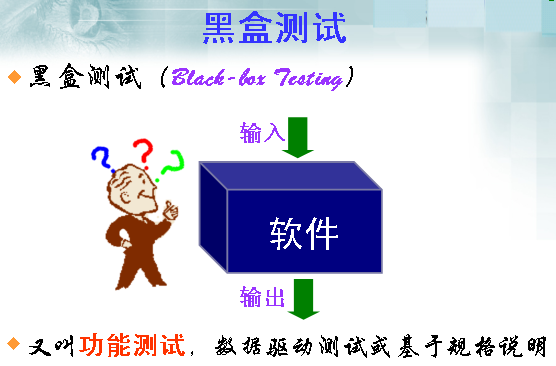 黑盒测试
黑盒测试（Black-box Testing）
输入
软件
输出
又叫功能测试，数据驱动测试或基于规格说明